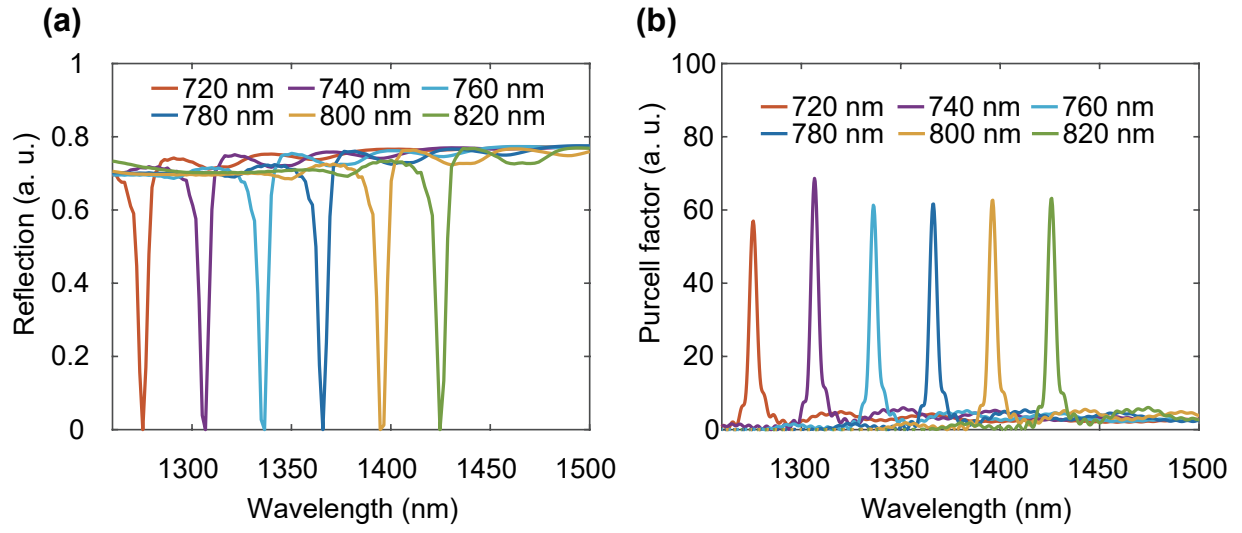 (a)
Reflection (a. u.)
1
0.8
0.6
0.4
0.2
0
720 nm 740 nm 760 nm
780 nm 800 nm 820 nm
1300 1350 1400 1450 1500
Wavelength (nm)
(b)
Purcell factor (a. u.)
100
80
60
40
20
0
720 nm 740 nm 760 nm
780 nm 800 nm 820 nm
1300 1350 1400 1450 1500
Wavelength (nm)